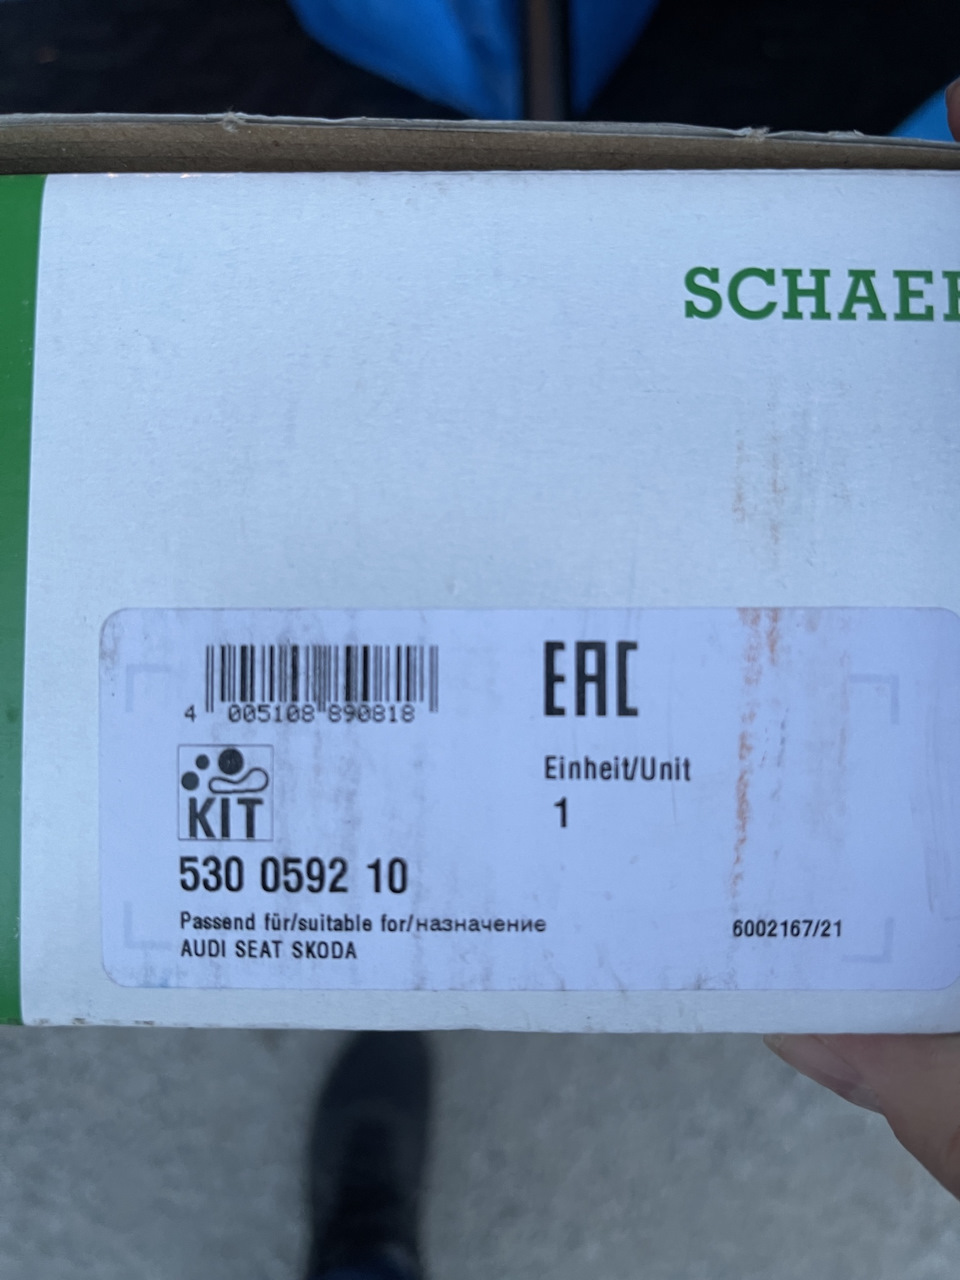 SCHAE
4 005108 890818
EAC
KIT
Einheit/Unit
1
530 0592 10
Passend für/suitable for/назначение
AUDI SEAT SKODA
6002167/21